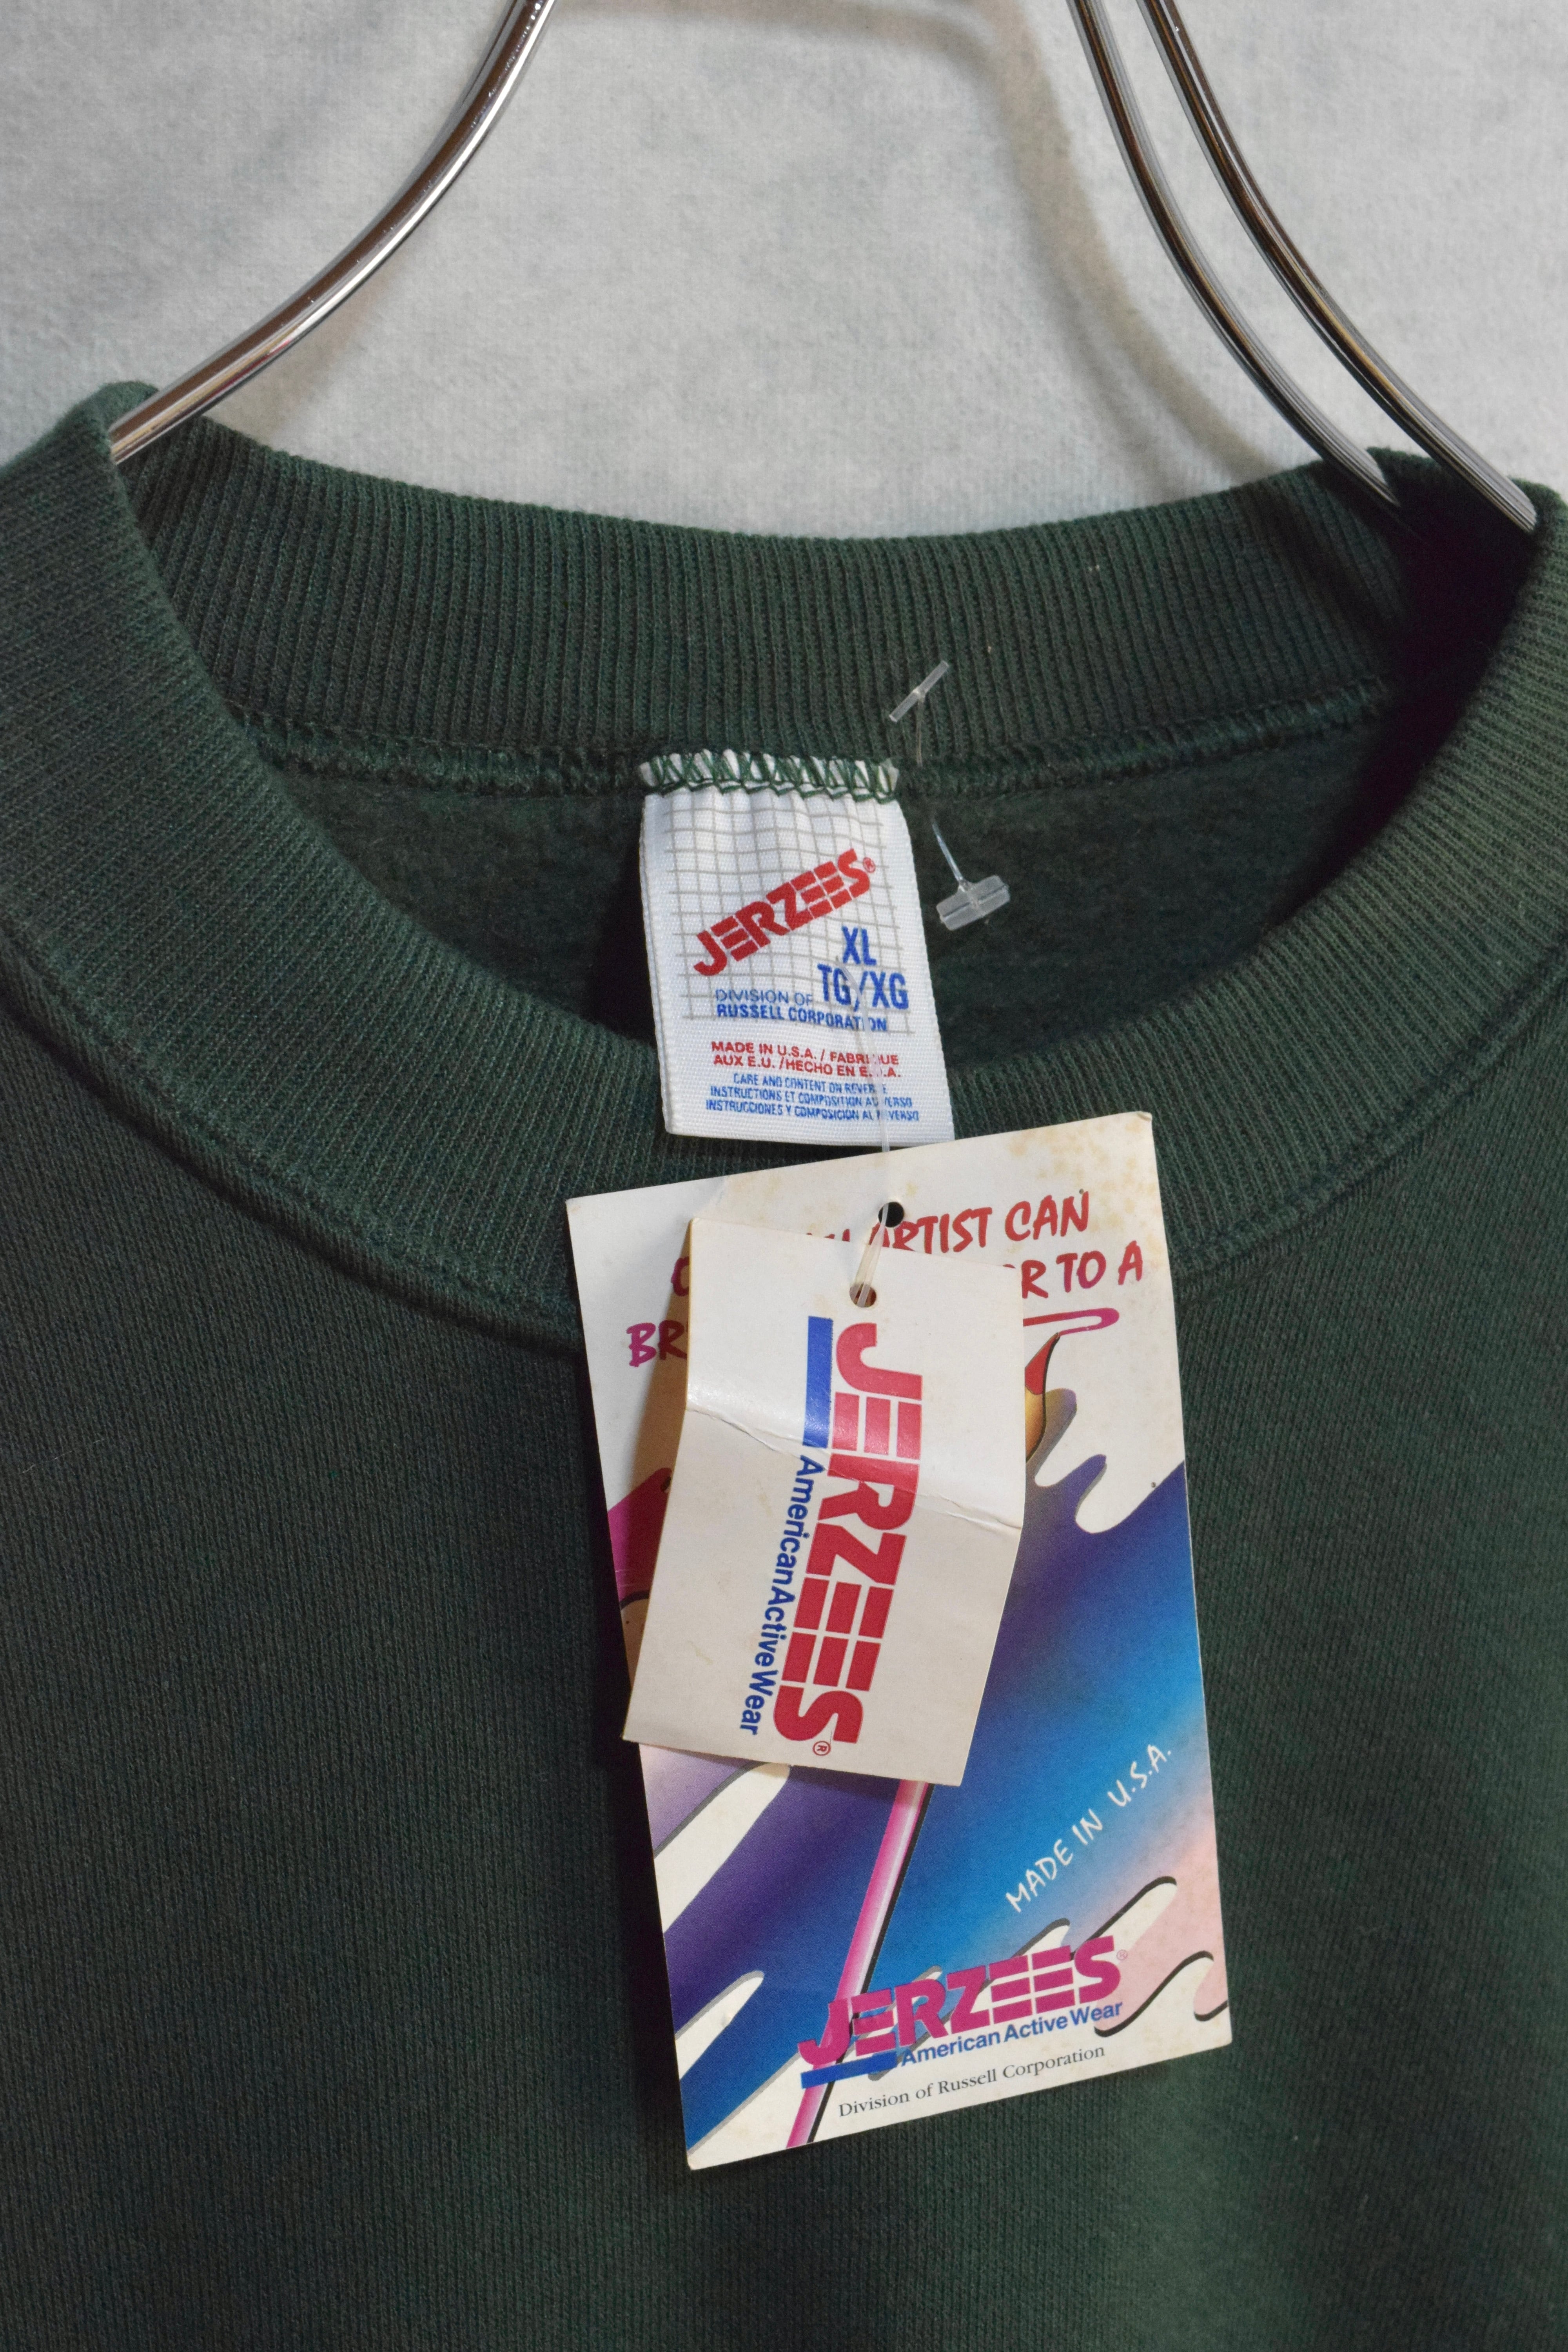 JERZEES®
XL
TG/XG
DIVISION OF
RUSSELL CORPORATION
MADE IN U.S.A. / FABRIQUE
AUX E.U. / HECHO EN E.U.A.
CARE AND CONTENT ON REVERSE
INSTRUCTIONS ET COMPOSITION AU VERSO
INSTRUCCIONES Y COMPOSICION AL REVERSO
ARTIST CAN
TO A
JERZEES®
American Active Wear
MADE IN U.S.A.
JERZEES®
American Active Wear
Division of Russell Corporation